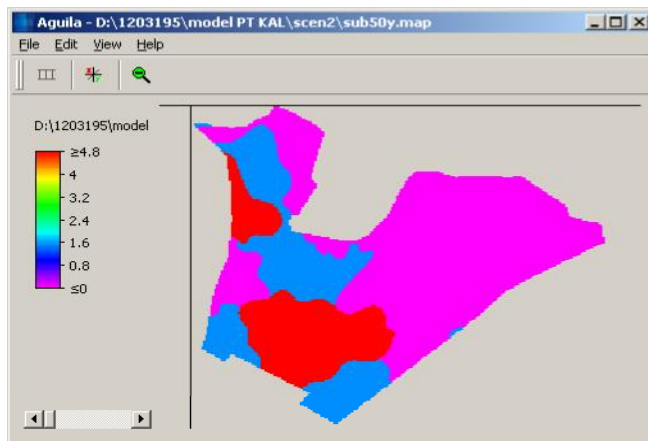 Aguila - D:\1203195\model PT KAL\scen2\sub50y.map
File Edit View Help
D:\1203195\model
≥4.8
4
3.2
2.4
1.6
0.8
≤0